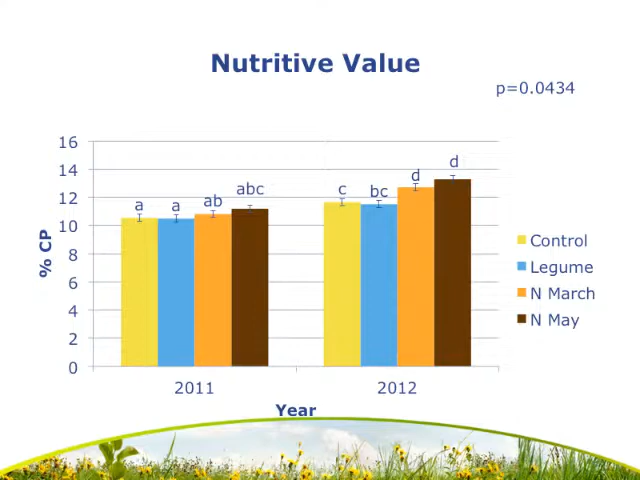 Nutritive Value
p=0.0434
16
14
12
10
8
6
4
2
0
% CP
a a ab abc c bc d d
2011 2012
Year
Control
Legume
N March
N May